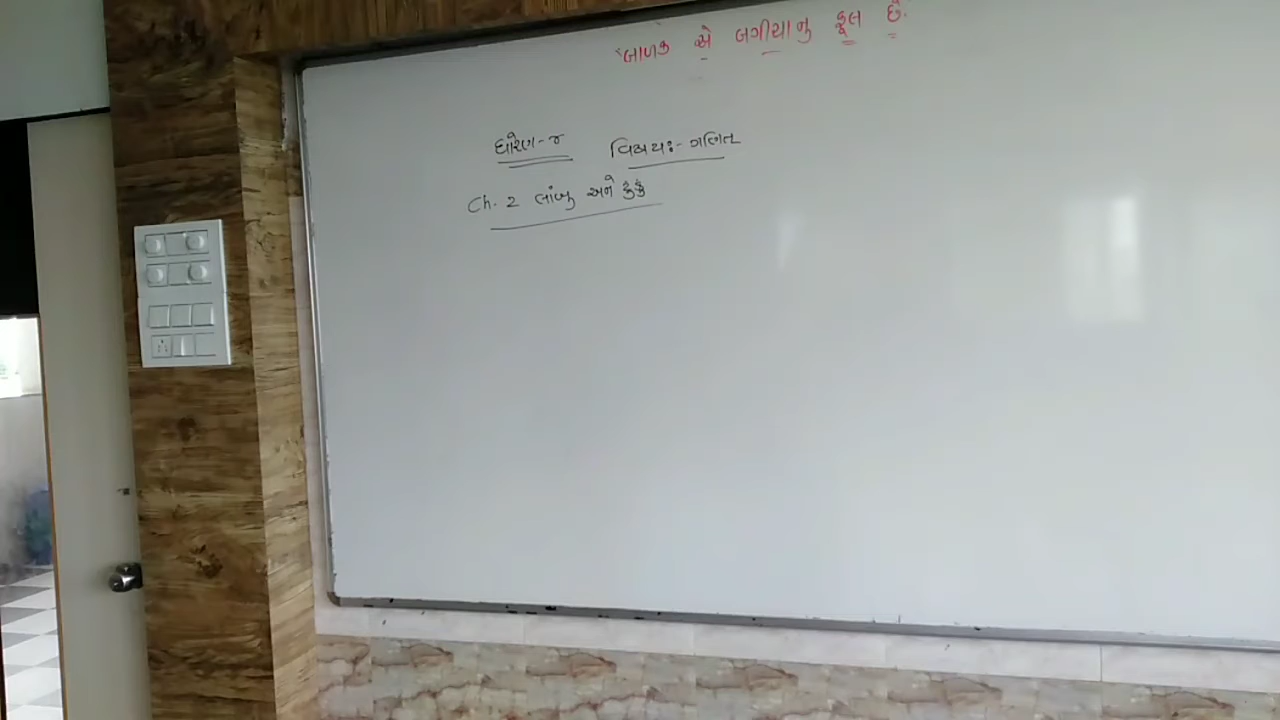 બાળક એ બગીચાનુ ફૂલ છે.
ધોરણ-૪ વિષયઃ- ગણિત
Ch. 2 લાંબુ અને ટુંકું